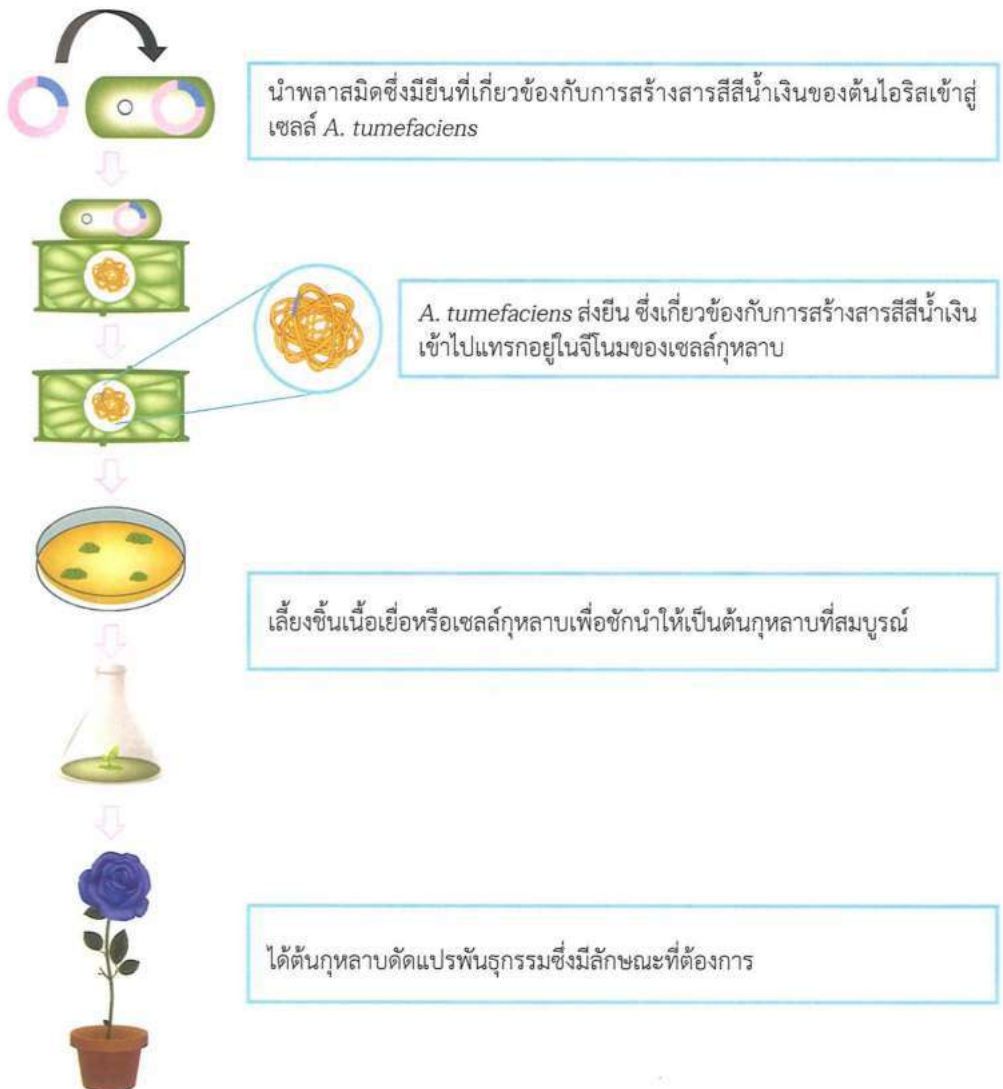 นำพลาสมิดซึ่งมียีนที่เกี่ยวข้องกับการสร้างสารสีสีน้ำเงินของต้นไอริสเข้าสู่
เซลล์ A. tumefaciens
A. tumefaciens ส่งยีน ซึ่งเกี่ยวข้องกับการสร้างสารสีสีน้ำเงิน
เข้าไปแทรกอยู่ในจีโนมของเซลล์กุหลาบ
เลี้ยงชิ้นเนื้อเยื่อหรือเซลล์กุหลาบเพื่อชักนำให้เป็นต้นกุหลาบที่สมบูรณ์
ได้ต้นกุหลาบดัดแปรพันธุกรรมซึ่งมีลักษณะที่ต้องการ